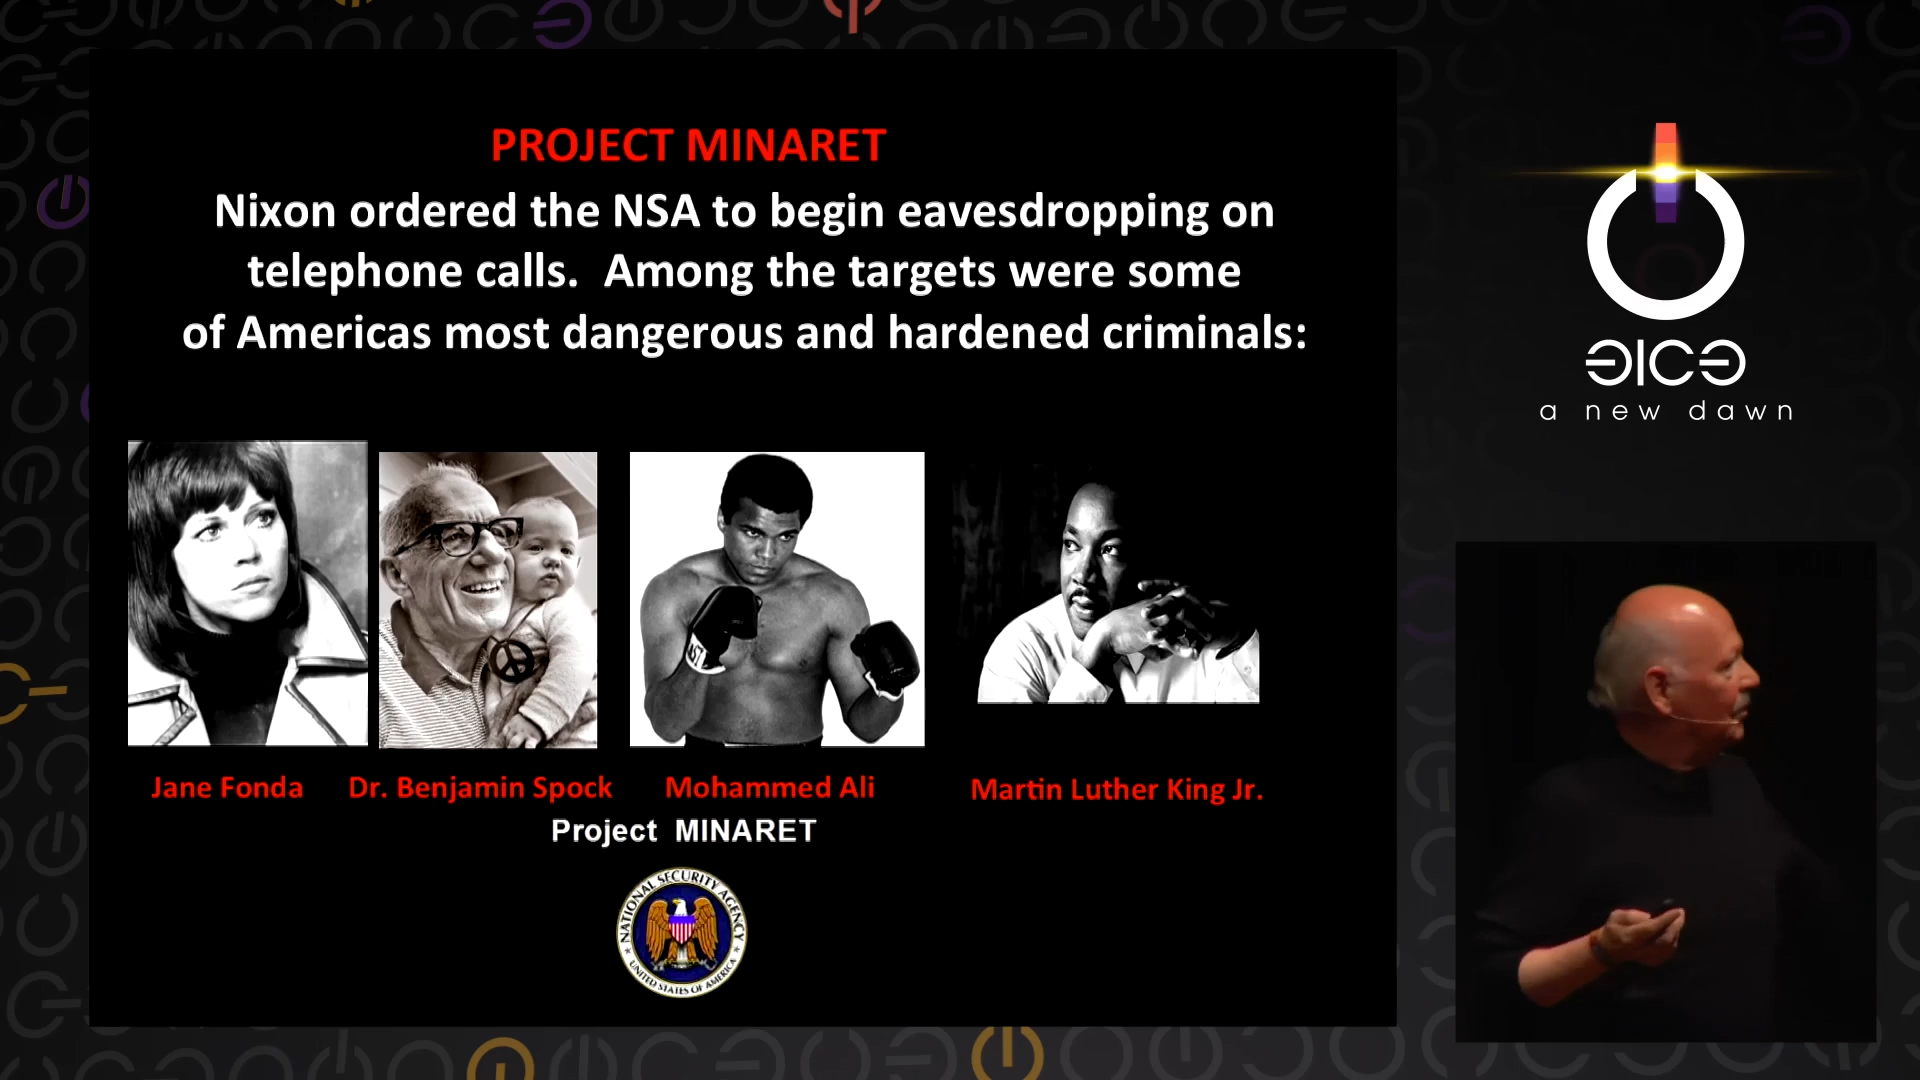 PROJECT MINARET
Nixon ordered the NSA to begin eavesdropping on
telephone calls.  Among the targets were some
of Americas most dangerous and hardened criminals:
Jane Fonda
Dr. Benjamin Spock
Mohammed Ali
Martin Luther King Jr.
Project  MINARET
NATIONAL SECURITY AGENCY
UNITED STATES OF AMERICA
a new dawn